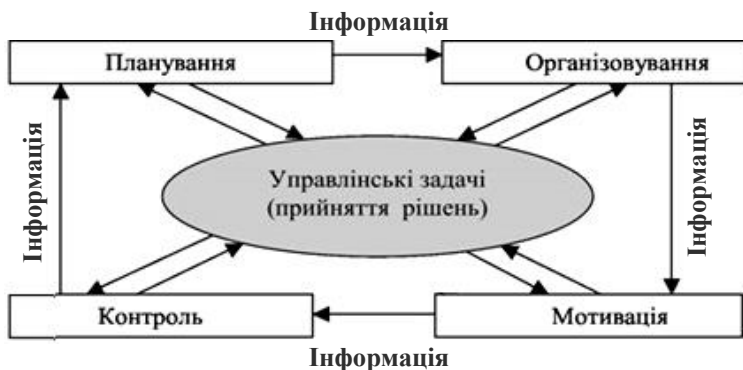 Інформація
Планування
Організовування
Інформація
Управлінські задачі
(прийняття рішень)
Інформація
Контроль
Мотивація
Інформація